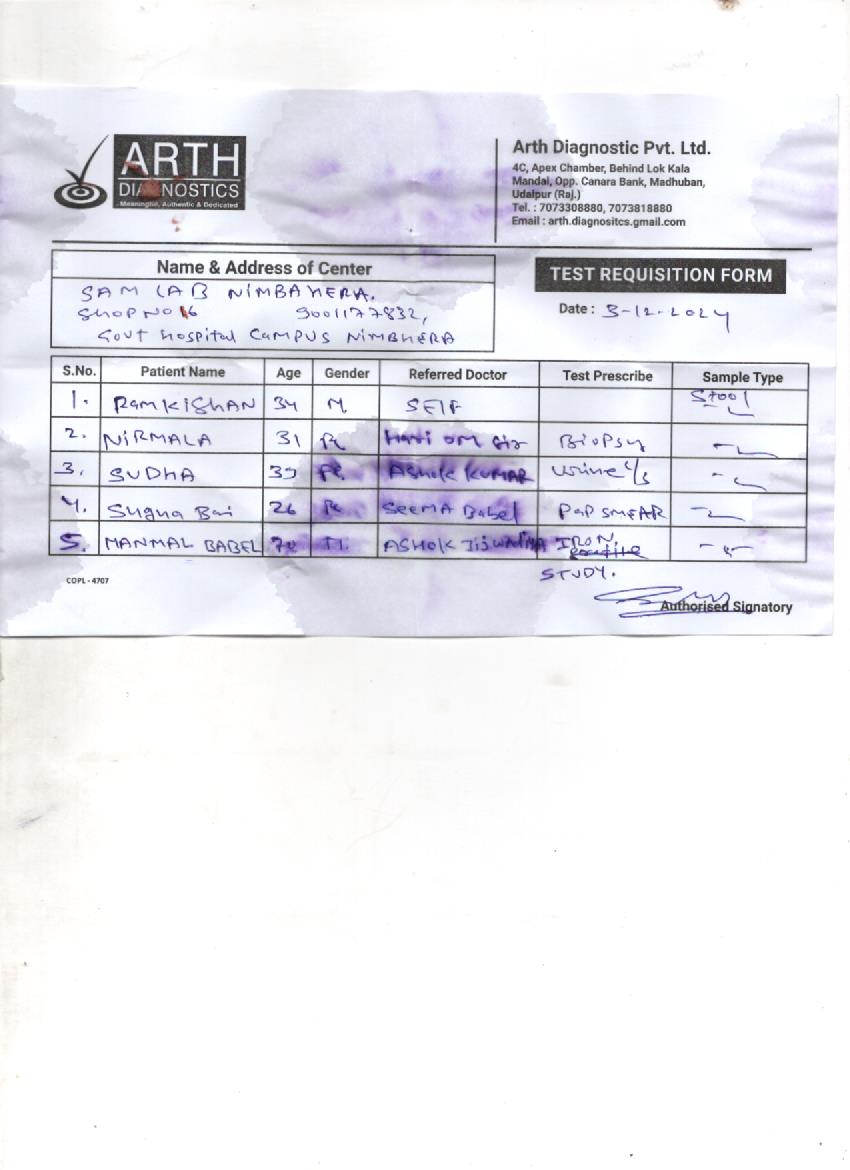 ARTH
DIAGNOSTICS
Meaningful, Authentic & Dedicated
Arth Diagnostic Pvt. Ltd.
4C, Apex Chamber, Behind Lok Kala
Mandal, Opp. Canara Bank, Madhuban,
Udaipur (Raj.)
Tel. : 7073308880, 7073818880
Email : arth.diagnositcs.gmail.com
Name & Address of Center
SAM LAB NIMBAHERA.
SHOP NO 16 9001177832,
GOVT Hospital CAMPUS NIMBHERA
TEST REQUISITION FORM
Date : 3-12-2024
S.No. Patient Name Age Gender Referred Doctor Test Prescribe Sample Type
1. RAMKISHAN 34 M SELF Stool
2. NIRMALA 31 Hari om sir BIOPSY
3. SUDHA ASHOK KUMAR Urine c/s
4. Sugna Bai 26 SEEMA Babel PAP SMEAR
5. MANMAL BABEL M. ASHOK IRON
STUDY.
COPL - 4707
Authorised Signatory